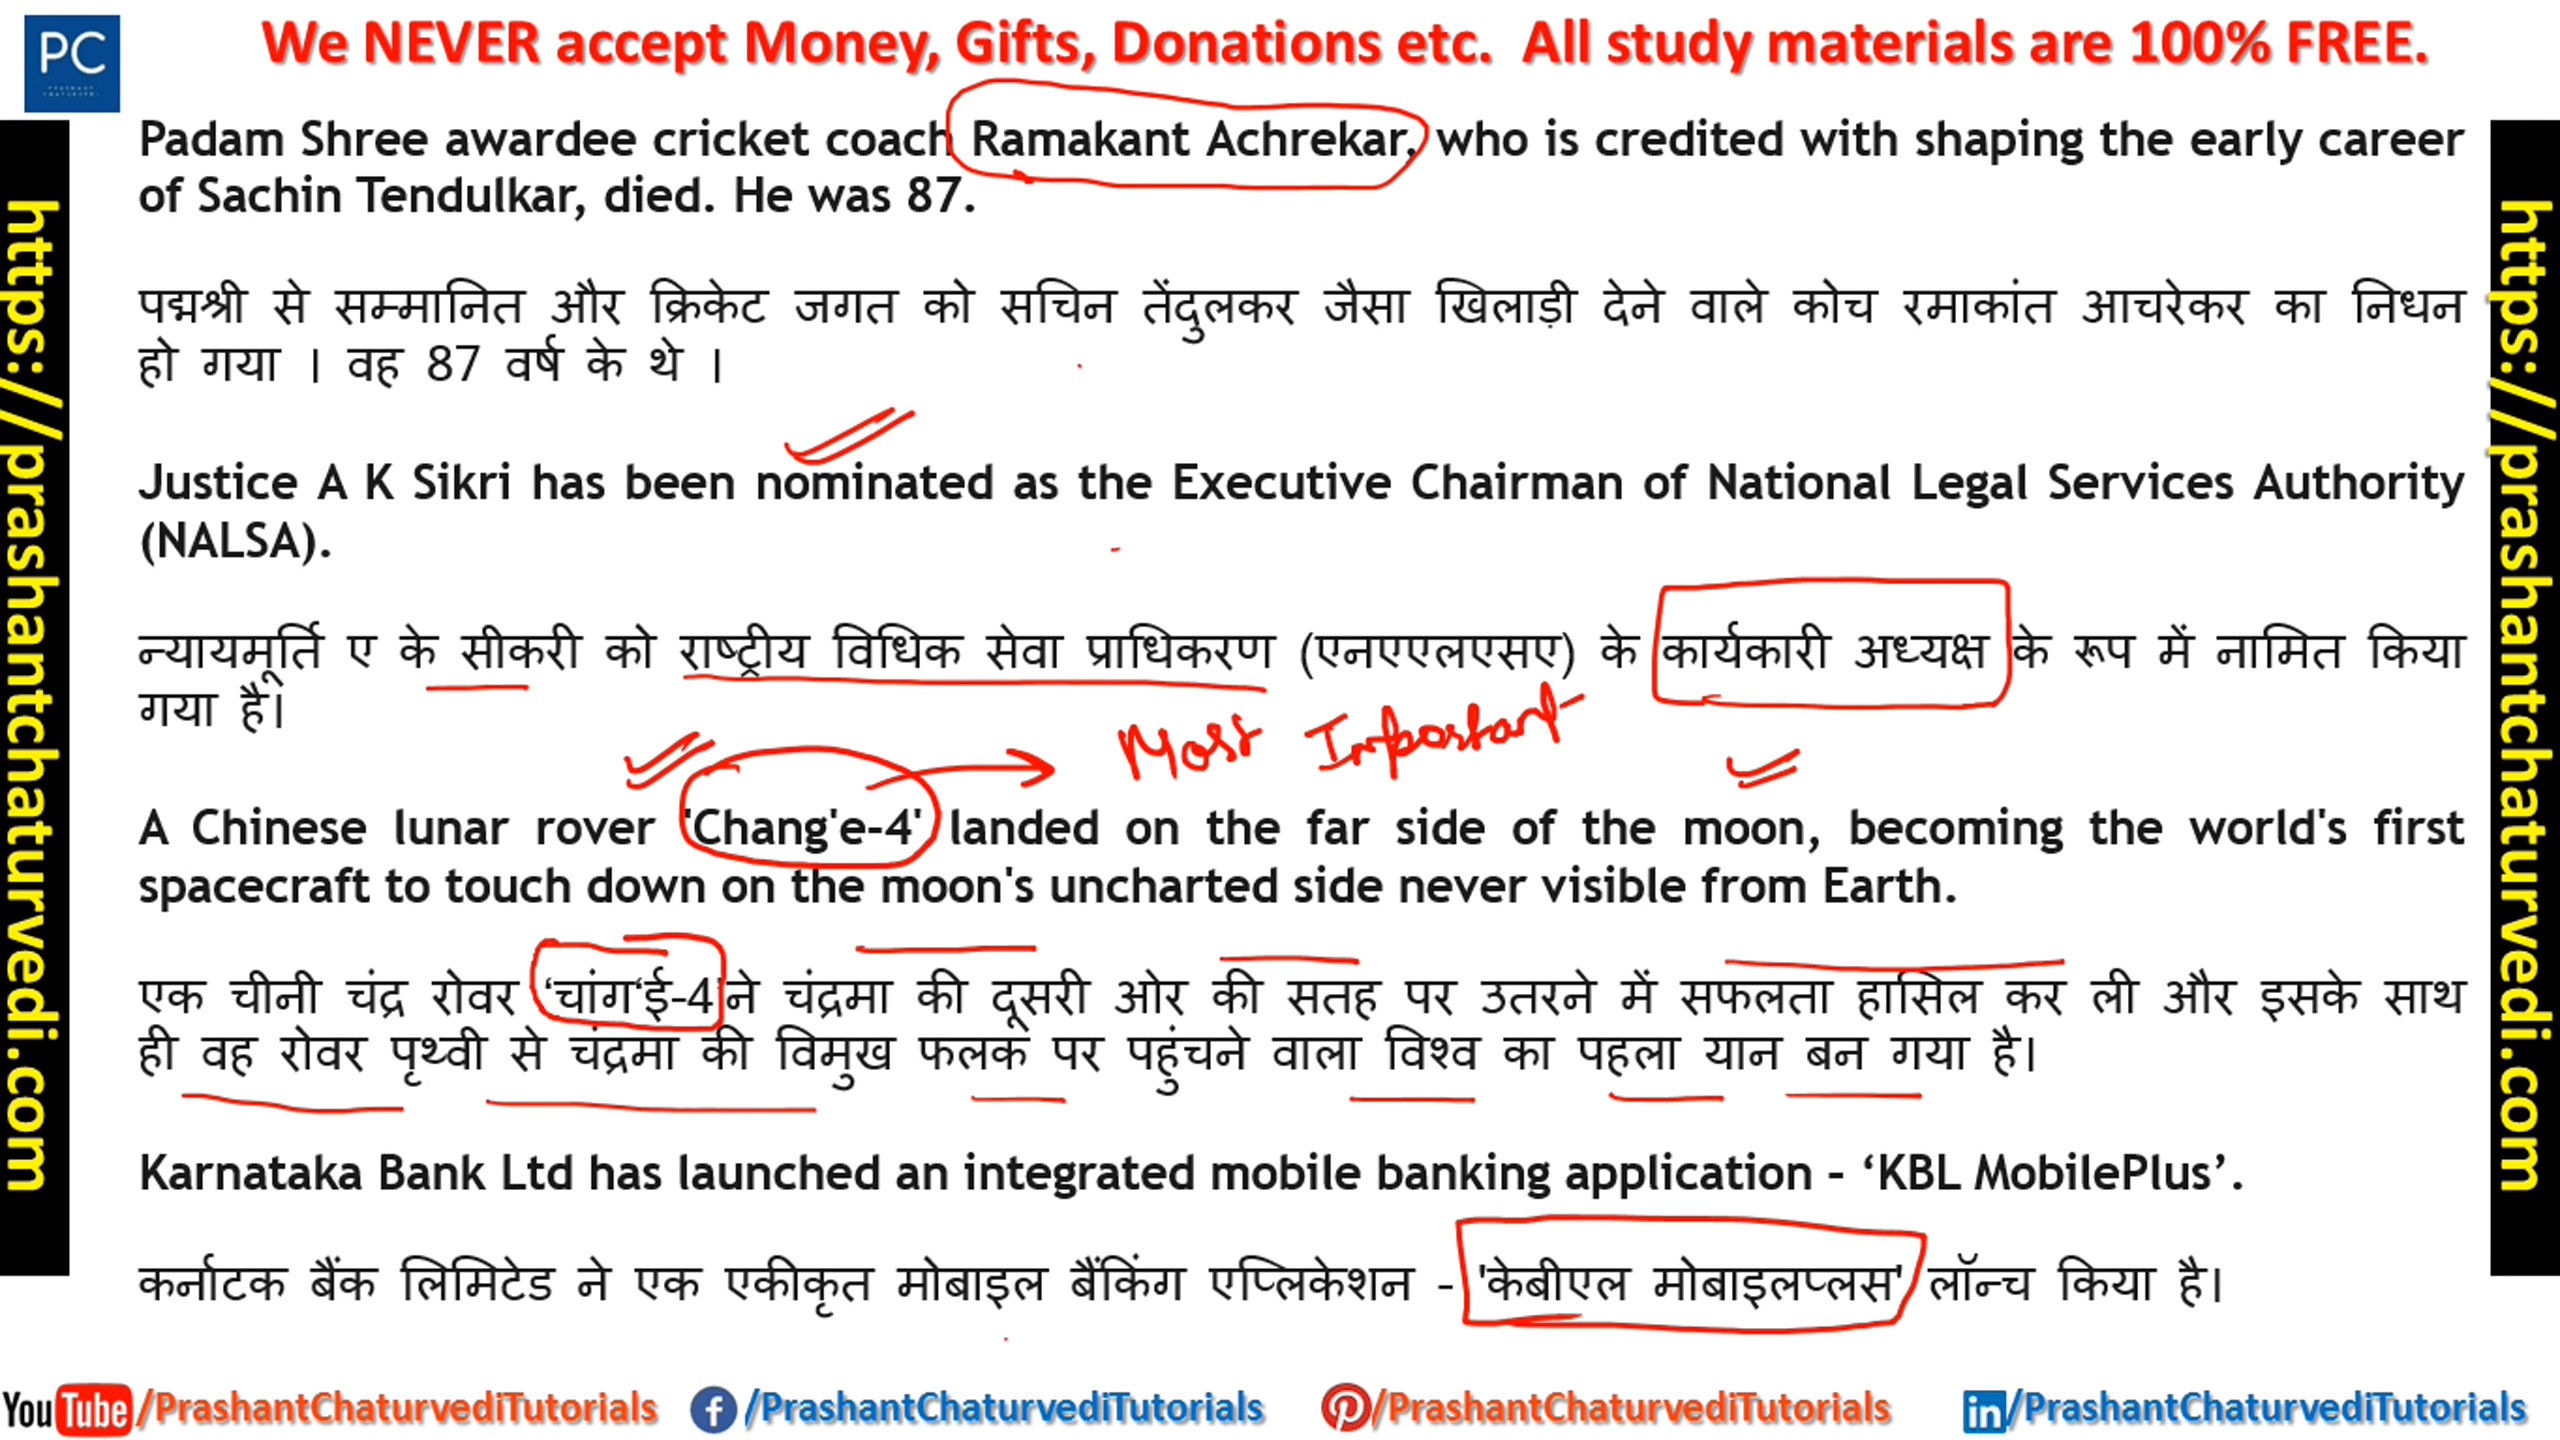 PC
We NEVER accept Money, Gifts, Donations etc. All study materials are 100% FREE.
PRASHANT
CHATURVEDI
https://prashantchaturvedi.com
https://prashantchaturvedi.com
Padam Shree awardee cricket coach Ramakant Achrekar, who is credited with shaping the early career
of Sachin Tendulkar, died. He was 87.
पद्मश्री से सम्मानित और क्रिकेट जगत को सचिन तेंदुलकर जैसा खिलाड़ी देने वाले कोच रमाकांत आचरेकर का निधन
हो गया । वह 87 वर्ष के थे ।
Justice A K Sikri has been nominated as the Executive Chairman of National Legal Services Authority
(NALSA).
न्यायमूर्ति ए के सीकरी को राष्ट्रीय विधिक सेवा प्राधिकरण (एनएएलएसए) के कार्यकारी अध्यक्ष के रूप में नामित किया
गया है।
Most Important
A Chinese lunar rover 'Chang'e-4' landed on the far side of the moon, becoming the world's first
spacecraft to touch down on the moon's uncharted side never visible from Earth.
एक चीनी चंद्र रोवर ‘चांग‘ई-4’ने चंद्रमा की दूसरी ओर की सतह पर उतरने में सफलता हासिल कर ली और इसके साथ
ही वह रोवर पृथ्वी से चंद्रमा की विमुख फलक पर पहुंचने वाला विश्व का पहला यान बन गया है।
Karnataka Bank Ltd has launched an integrated mobile banking application – ‘KBL MobilePlus’.
कर्नाटक बैंक लिमिटेड ने एक एकीकृत मोबाइल बैंकिंग एप्लिकेशन - 'केबीएल मोबाइलप्लस' लॉन्च किया है।
YouTube/PrashantChaturvediTutorials f/PrashantChaturvediTutorials /PrashantChaturvediTutorials in/PrashantChaturvediTutorials